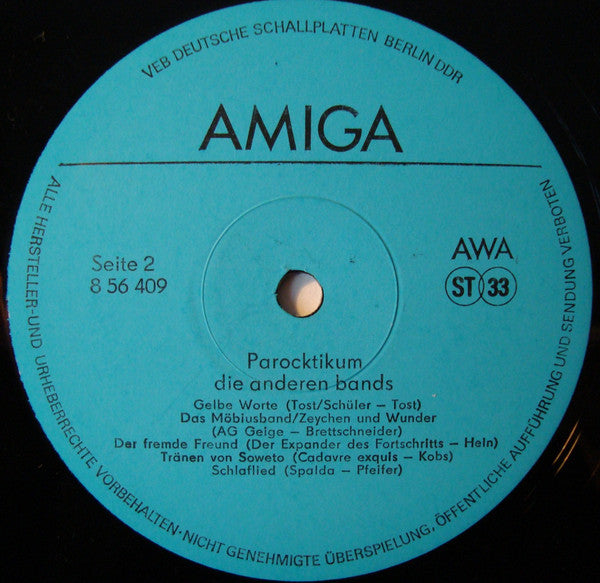 VEB DEUTSCHE SCHALLPLATTEN BERLIN DDR
AMIGA
Seite 2
8 56 409
AWA
ST 33
Parocktikum
die anderen bands
Gelbe Worte (Tost/Schüler – Tost)
Das Möbiusband/Zeychen und Wunder
(AG Geige – Brettschneider)
Der fremde Freund (Der Expander des Fortschritts – Hein)
Tränen von Soweto (Cadavre exquis – Kobs)
Schlaflied (Spalda – Pfeifer)
ALLE HERSTELLER-UND URHEBERRECHTE VORBEHALTEN·NICHT GENEHMIGTE ÜBERSPIELUNG, ÖFFENTLICHE AUFFÜHRUNG UND SENDUNG VERBOTEN